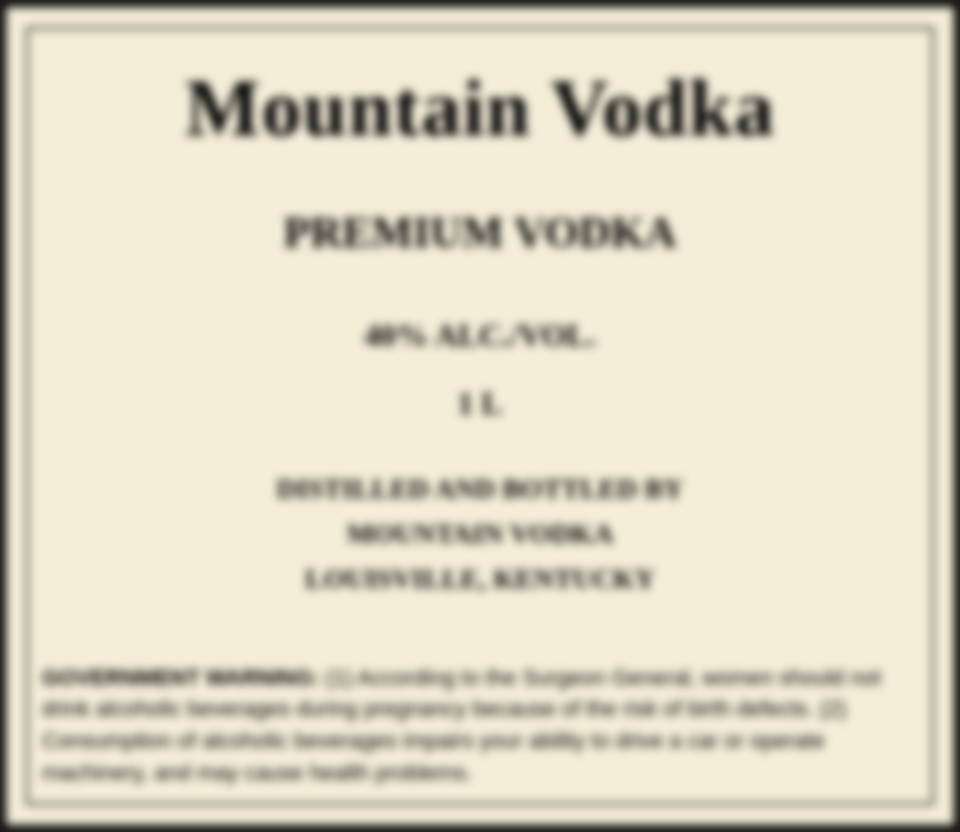 Mountain Vodka
PREMIUM VODKA
40% ALC./VOL.
1 L
DISTILLED AND BOTTLED BY
MOUNTAIN VODKA
LOUISVILLE, KENTUCKY
GOVERNMENT WARNING: (1) According to the Surgeon General, women should not
drink alcoholic beverages during pregnancy because of the risk of birth defects. (2)
Consumption of alcoholic beverages impairs your ability to drive a car or operate
machinery, and may cause health problems.